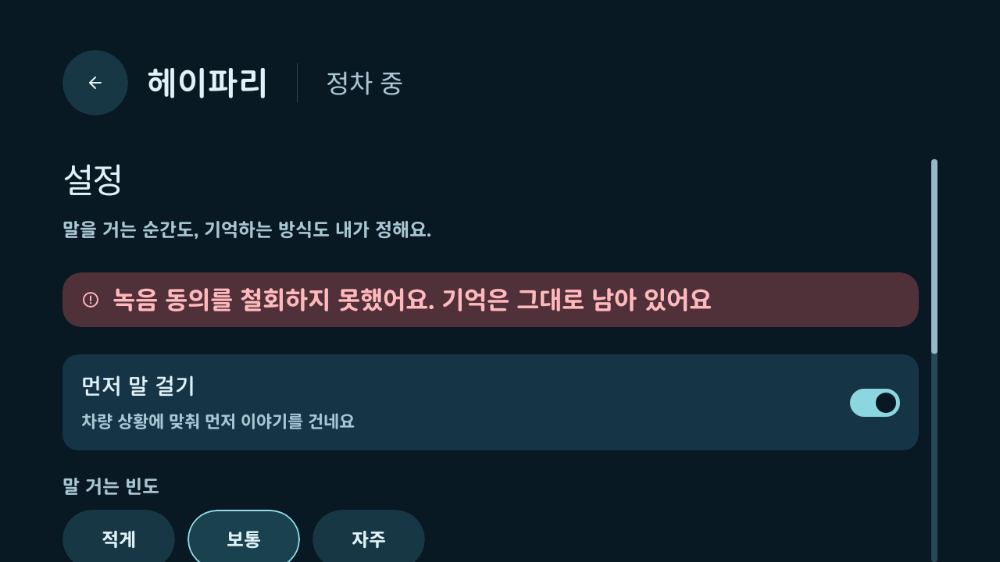 헤이파리
정차 중
설정
말을 거는 순간도, 기억하는 방식도 내가 정해요.
녹음 동의를 철회하지 못했어요. 기억은 그대로 남아 있어요
먼저 말 걸기
차량 상황에 맞춰 먼저 이야기를 건네요
말 거는 빈도
적게
보통
자주